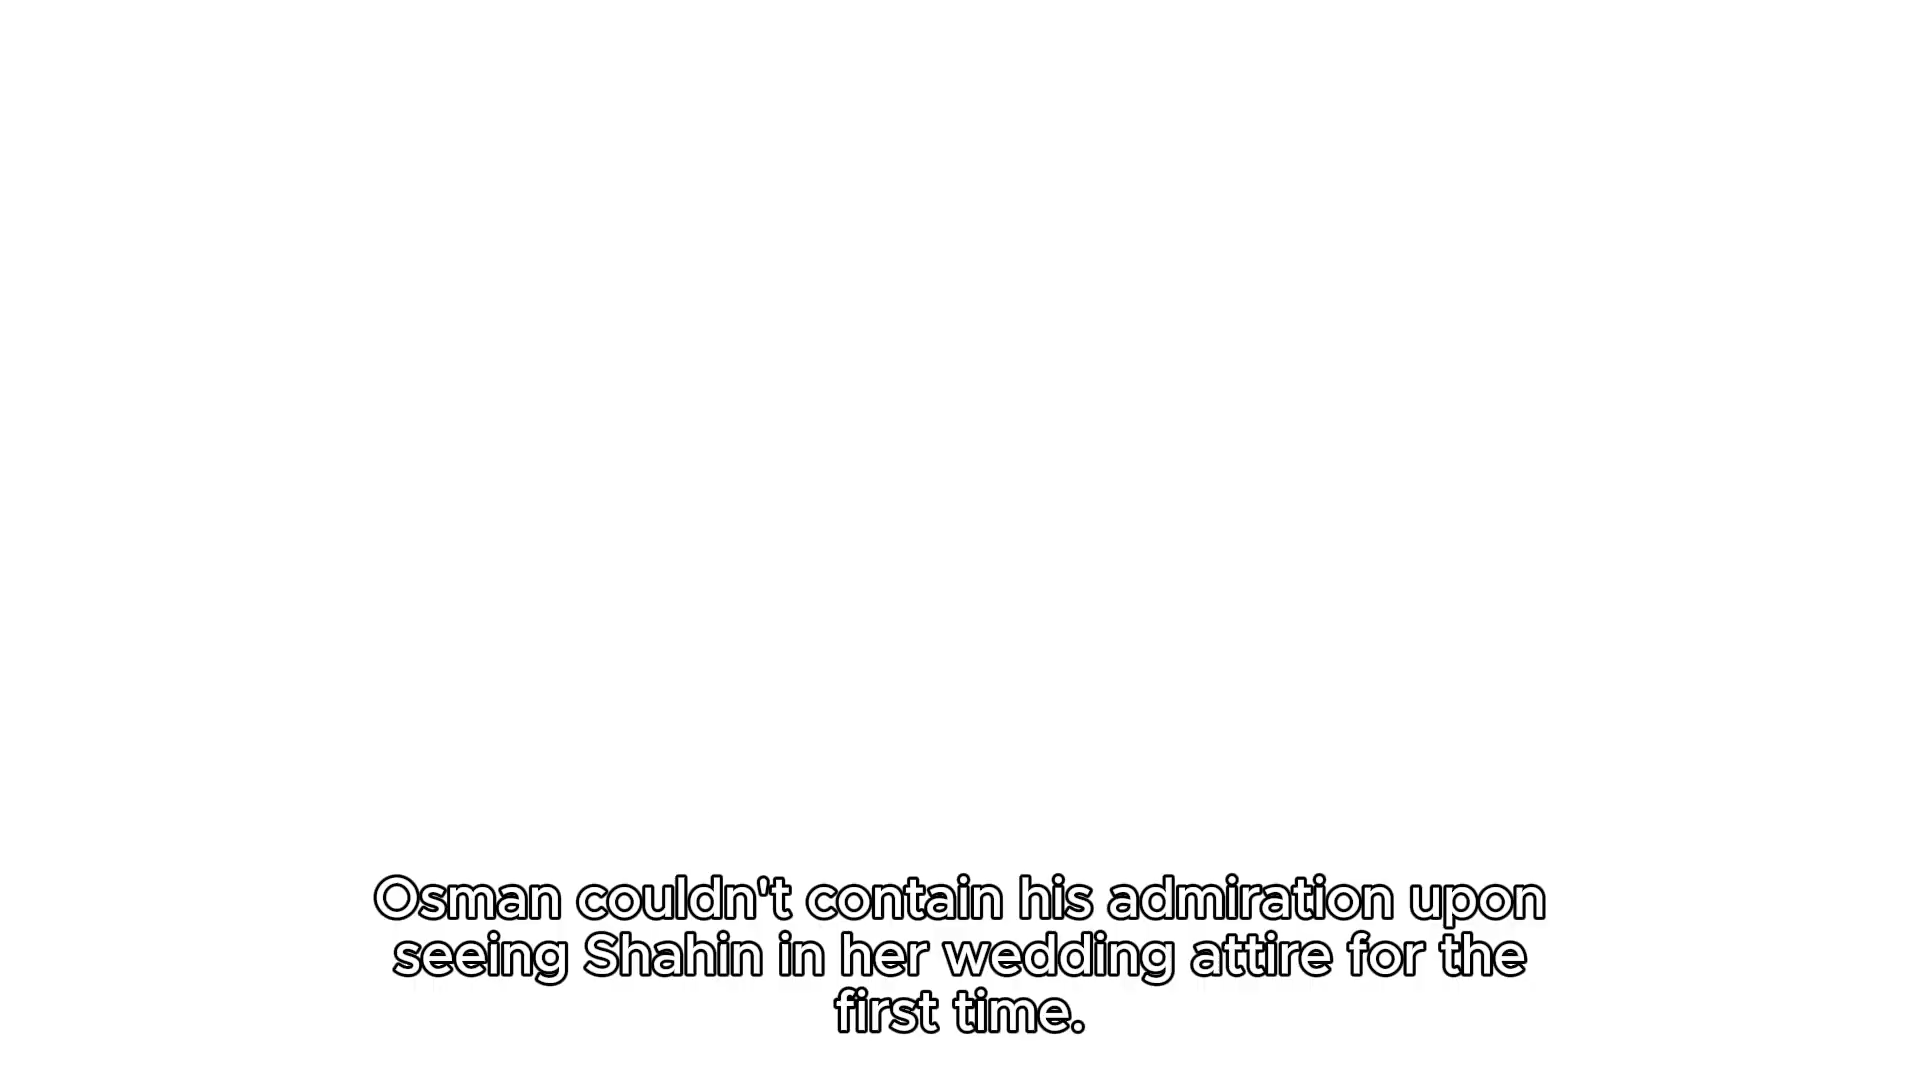 Osman couldn't contain his admiration upon
seeing Shahin in her wedding attire for the
first time.